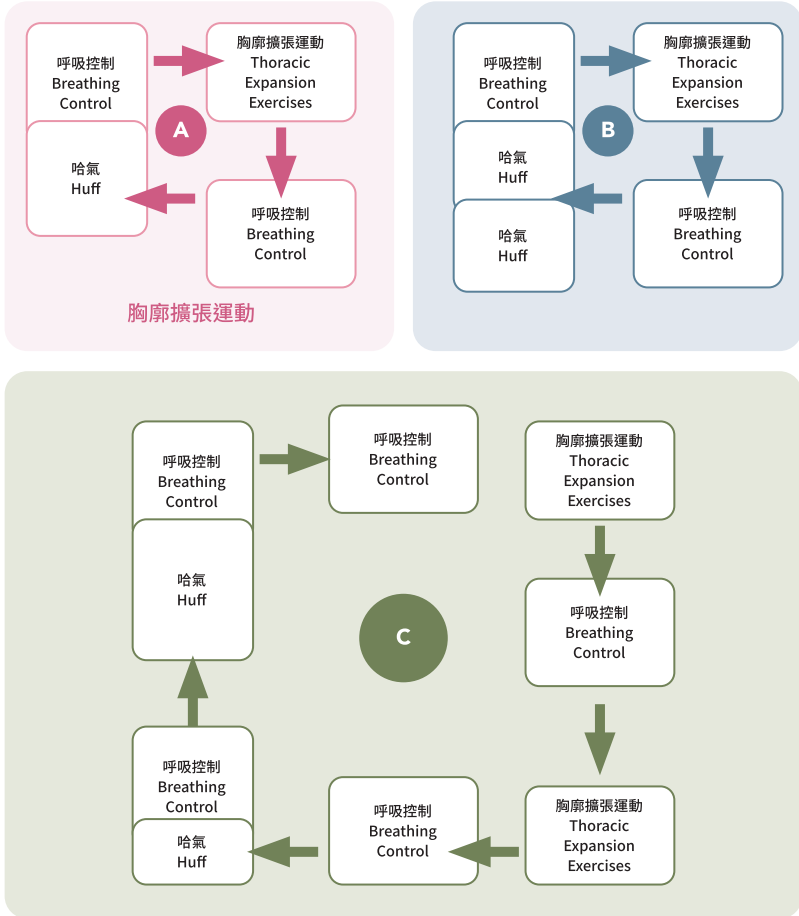 呼吸控制
Breathing
Control
胸廓擴張運動
Thoracic
Expansion
Exercises
A
哈氣
Huff
呼吸控制
Breathing
Control
胸廓擴張運動
呼吸控制
Breathing
Control
胸廓擴張運動
Thoracic
Expansion
Exercises
B
哈氣
Huff
哈氣
Huff
呼吸控制
Breathing
Control
呼吸控制
Breathing
Control
呼吸控制
Breathing
Control
胸廓擴張運動
Thoracic
Expansion
Exercises
哈氣
Huff
C
呼吸控制
Breathing
Control
呼吸控制
Breathing
Control
哈氣
Huff
呼吸控制
Breathing
Control
胸廓擴張運動
Thoracic
Expansion
Exercises